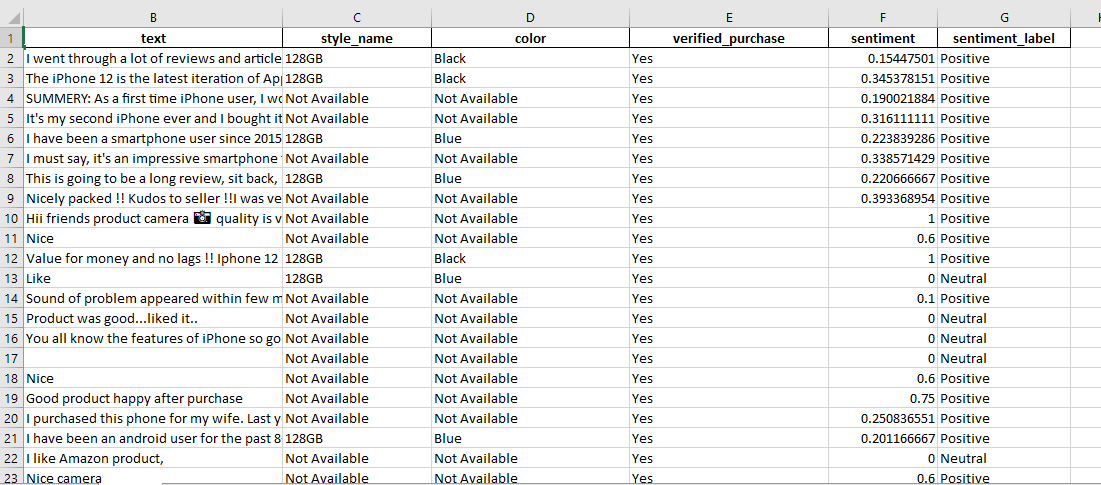 B C D E F G
1 text style_name color verified_purchase sentiment sentiment_label
2 I went through a lot of reviews and article 128GB Black Yes 0.15447501 Positive
3 The iPhone 12 is the latest iteration of Ap 128GB Black Yes 0.345378151 Positive
4 SUMMERY: As a first time iPhone user, I wo Not Available Not Available Yes 0.190021884 Positive
5 It's my second iPhone ever and I bought it Not Available Not Available Yes 0.316111111 Positive
6 I have been a smartphone user since 2015 128GB Blue Yes 0.223839286 Positive
7 I must say, it's an impressive smartphone Not Available Not Available Yes 0.338571429 Positive
8 This is going to be a long review, sit back, 128GB Blue Yes 0.220666667 Positive
9 Nicely packed !! Kudos to seller !!I was ve Not Available Not Available Yes 0.393368954 Positive
10 Hii friends product camera 📷 quality is v Not Available Not Available Yes 1 Positive
11 Nice Not Available Not Available Yes 0.6 Positive
12 Value for money and no lags !! Iphone 12 128GB Black Yes 1 Positive
13 Like 128GB Blue Yes 0 Neutral
14 Sound of problem appeared within few m Not Available Not Available Yes 0.1 Positive
15 Product was good...liked it.. Not Available Not Available Yes 0 Neutral
16 You all know the features of iPhone so go Not Available Not Available Yes 0 Neutral
17 Not Available Not Available Yes 0 Neutral
18 Nice Not Available Not Available Yes 0.6 Positive
19 Good product happy after purchase Not Available Not Available Yes 0.75 Positive
20 I purchased this phone for my wife. Last y Not Available Not Available Yes 0.250836551 Positive
21 I have been an android user for the past 8 128GB Blue Yes 0.201166667 Positive
22 I like Amazon product, Not Available Not Available Yes 0 Neutral
23 Nice camera Not Available Not Available Yes 0.6 Positive